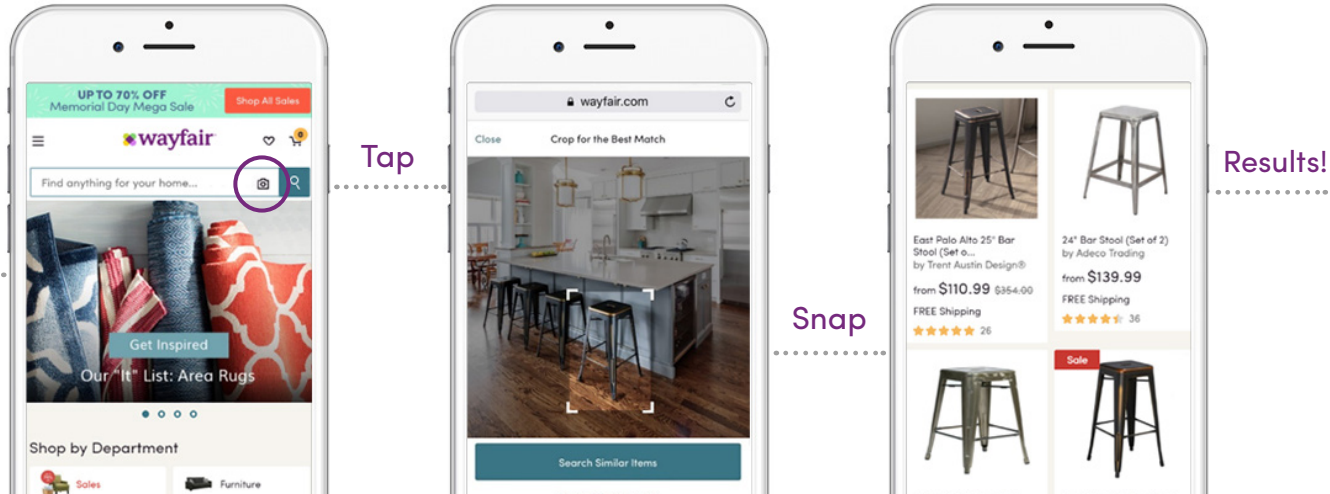 UP TO 70% OFF
Memorial Day Mega Sale
Shop All Sales
wayfair
0
Find anything for your home...
Get Inspired
Our "It" List: Area Rugs
Shop by Department
Sales
Furniture
Tap
wayfair.com
Close
Crop for the Best Match
Search Similar Items
Snap
East Palo Alto 25" Bar
Stool (Set o...
by Trent Austin Design®
from $110.99 $354.00
FREE Shipping
26
24" Bar Stool (Set of 2)
by Adeco Trading
from $139.99
FREE Shipping
36
Sale
Results!